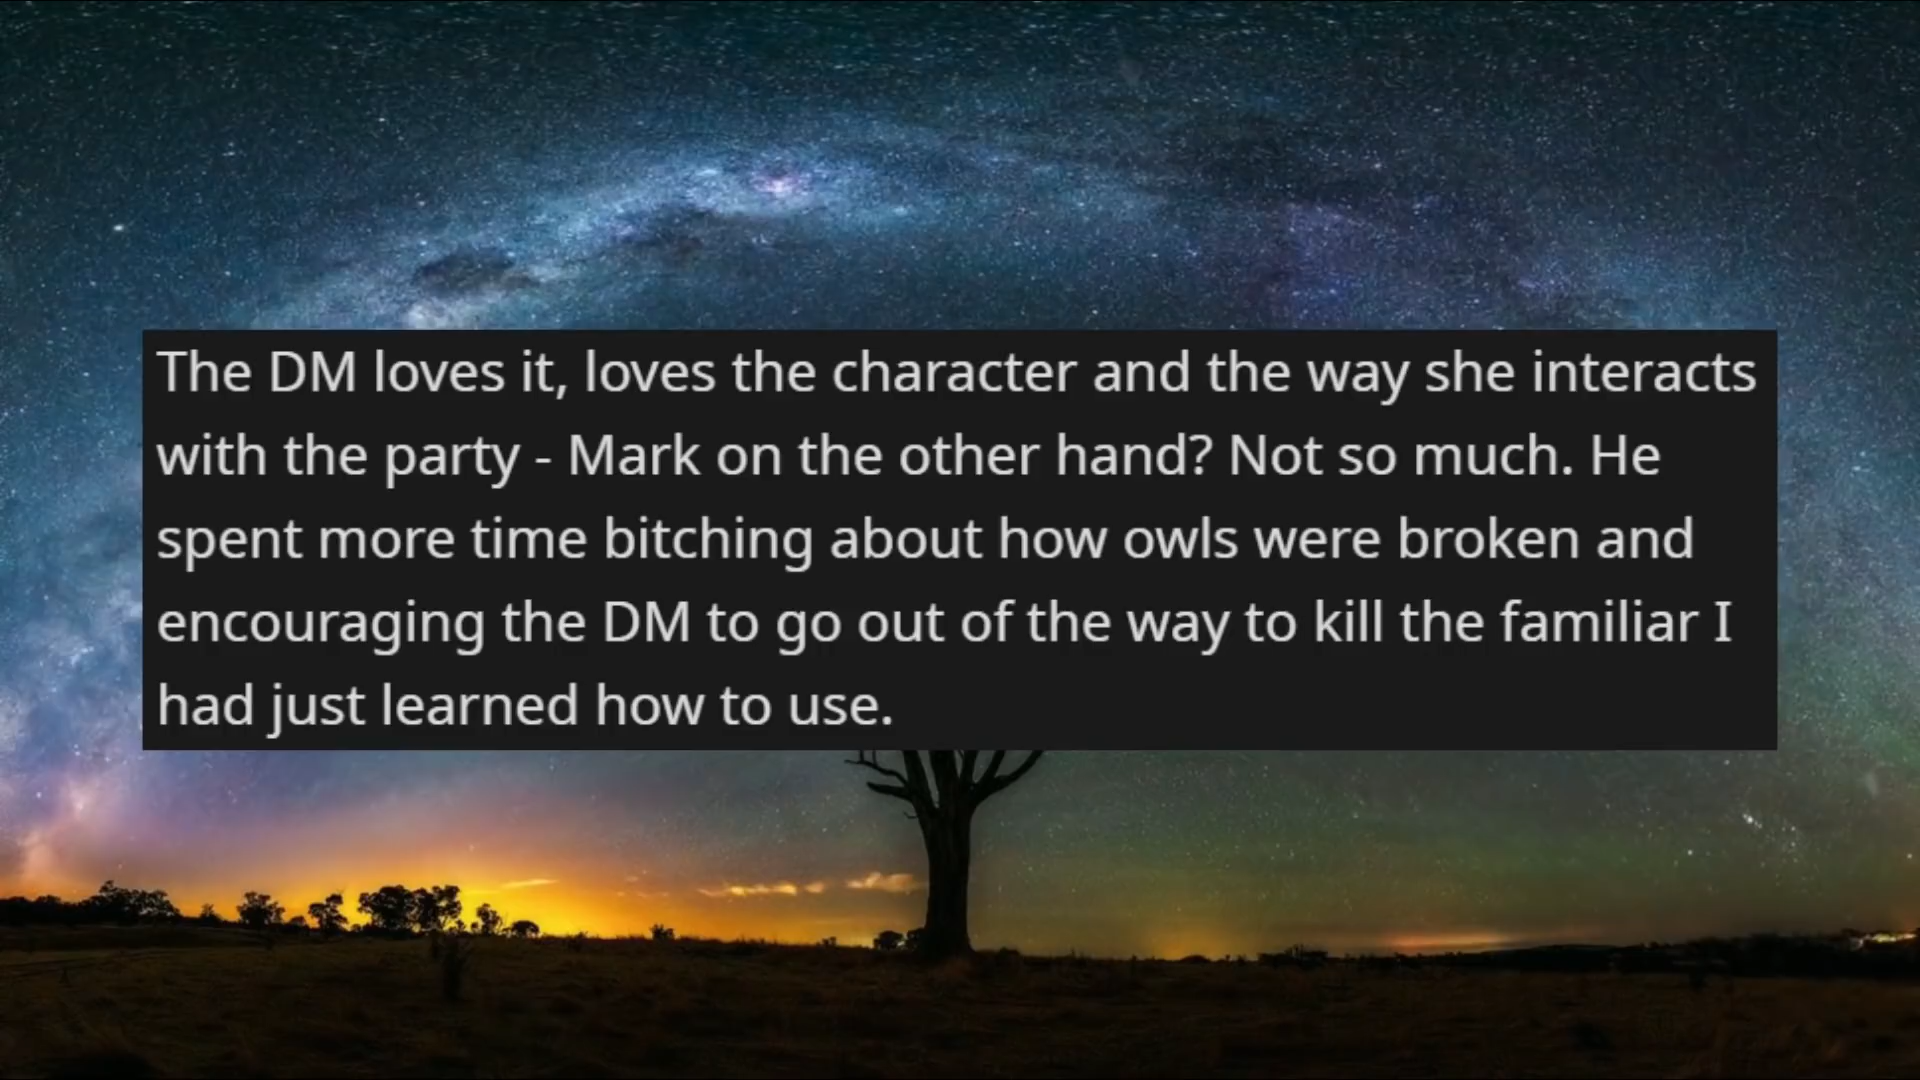 The DM loves it, loves the character and the way she interacts
with the party - Mark on the other hand? Not so much. He
spent more time bitching about how owls were broken and
encouraging the DM to go out of the way to kill the familiar I
had just learned how to use.